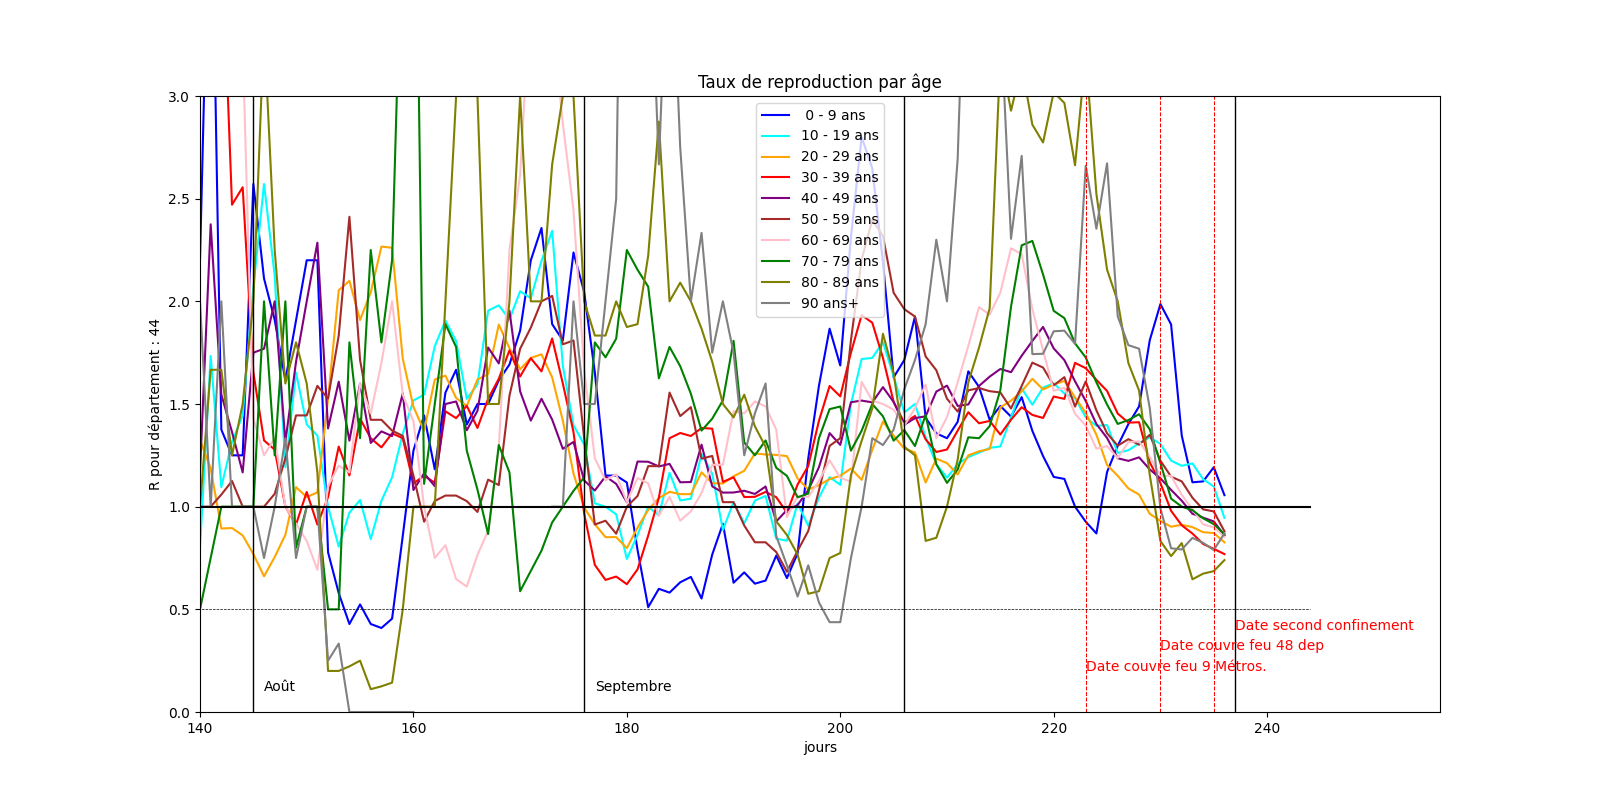 Taux de reproduction par âge
R pour département : 44
3.0
2.5
2.0
1.5
1.0
0.5
0.0
0 - 9 ans
10 - 19 ans
20 - 29 ans
30 - 39 ans
40 - 49 ans
50 - 59 ans
60 - 69 ans
70 - 79 ans
80 - 89 ans
90 ans+
Date second confinement
Date couvre feu 48 dep
Date couvre feu 9 Métros.
Août
Septembre
140
160
180
200
220
240
jours